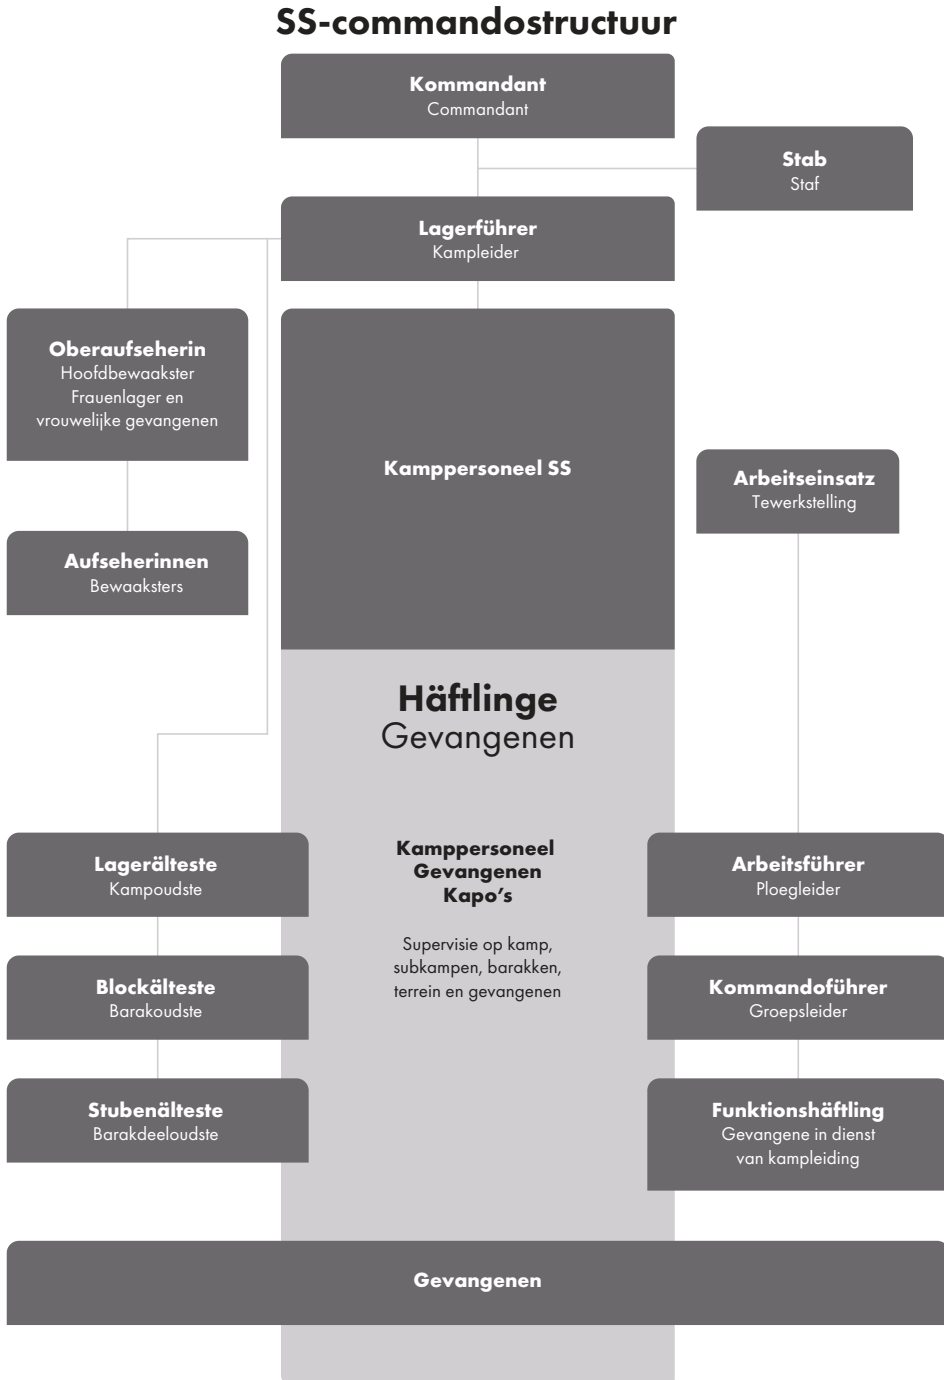 SS-commandostructuur
Kommandant
Commandant
Stab
Staf
Lagerführer
Kampleider
Oberaufseherin
Hoofdbewaakster
Frauenlager en
vrouwelijke gevangenen
Kamppersoneel SS
Arbeitseinsatz
Tewerkstelling
Aufseherinnen
Bewaaksters
Häftlinge
Gevangenen
Kamppersoneel
Gevangenen
Kapo's
Supervisie op kamp,
subkampen, barakken,
terrein en gevangenen
Lagerälteste
Kampoudste
Arbeitsführer
Ploegleider
Blockälteste
Barakoudste
Kommandoführer
Groepsleider
Stubenälteste
Barakdeeloudste
Funktionshäftling
Gevangene in dienst
van kampleiding
Gevangenen